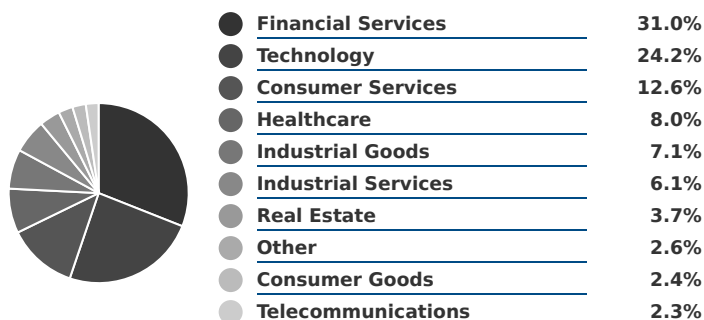 Financial Services 31.0%
Technology 24.2%
Consumer Services 12.6%
Healthcare 8.0%
Industrial Goods 7.1%
Industrial Services 6.1%
Real Estate 3.7%
Other 2.6%
Consumer Goods 2.4%
Telecommunications 2.3%